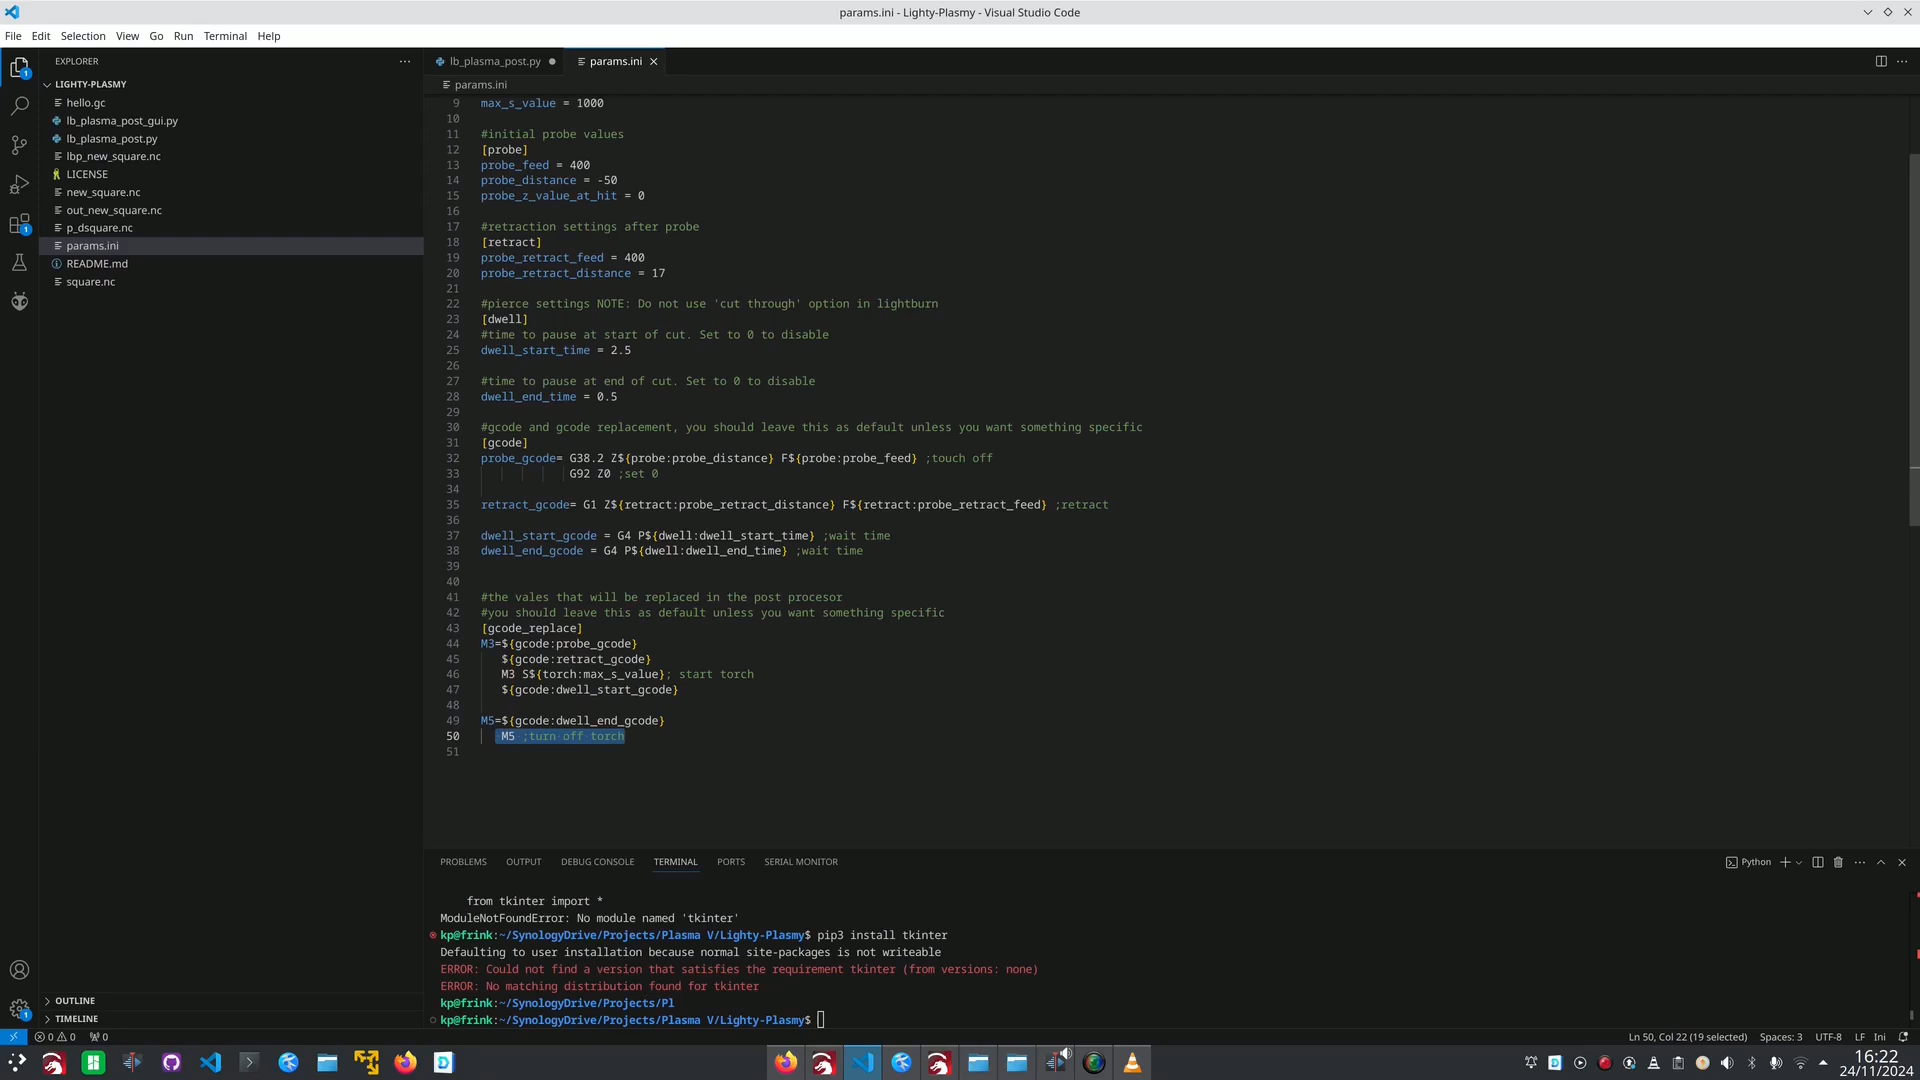 params.ini - Lighty-Plasmy - Visual Studio Code
File Edit Selection View Go Run Terminal Help
EXPLORER
LIGHTY-PLASMY
hello.gc
lb_plasma_post_gui.py
lb_plasma_post.py
lbp_new_square.nc
LICENSE
new_square.nc
out_new_square.nc
p_dsquare.nc
params.ini
README.md
square.nc
OUTLINE
TIMELINE
lb_plasma_post.py params.ini
params.ini
9 max_s_value = 1000
10
11 #initial probe values
12 [probe]
13 probe_feed = 400
14 probe_distance = -50
15 probe_z_value_at_hit = 0
16
17 #retraction settings after probe
18 [retract]
19 probe_retract_feed = 400
20 probe_retract_distance = 17
21
22 #pierce settings NOTE: Do not use 'cut through' option in lightburn
23 [dwell]
24 #time to pause at start of cut. Set to 0 to disable
25 dwell_start_time = 2.5
26
27 #time to pause at end of cut. Set to 0 to disable
28 dwell_end_time = 0.5
29
30 #gcode and gcode replacement, you should leave this as default unless you want something specific
31 [gcode]
32 probe_gcode= G38.2 Z${probe:probe_distance} F${probe:probe_feed} ;touch off
33 G92 Z0 ;set 0
34
35 retract_gcode= G1 Z${retract:probe_retract_distance} F${retract:probe_retract_feed} ;retract
36
37 dwell_start_gcode = G4 P${dwell:dwell_start_time} ;wait time
38 dwell_end_gcode = G4 P${dwell:dwell_end_time} ;wait time
39
40
41 #the vales that will be replaced in the post procesor
42 #you should leave this as default unless you want something specific
43 [gcode_replace]
44 M3=${gcode:probe_gcode}
45 ${gcode:retract_gcode}
46 M3 S${torch:max_s_value}; start torch
47 ${gcode:dwell_start_gcode}
48
49 M5=${gcode:dwell_end_gcode}
50 M5 ;turn off torch
51
PROBLEMS OUTPUT DEBUG CONSOLE TERMINAL PORTS SERIAL MONITOR
Python
from tkinter import *
ModuleNotFoundError: No module named 'tkinter'
kp@frink:~/SynologyDrive/Projects/Plasma V/Lighty-Plasmy$ pip3 install tkinter
Defaulting to user installation because normal site-packages is not writeable
ERROR: Could not find a version that satisfies the requirement tkinter (from versions: none)
ERROR: No matching distribution found for tkinter
kp@frink:~/SynologyDrive/Projects/Pl
kp@frink:~/SynologyDrive/Projects/Plasma V/Lighty-Plasmy$
0 0 0 Ln 50, Col 22 (19 selected) Spaces: 3 UTF-8 LF Ini
16:22
24/11/2024